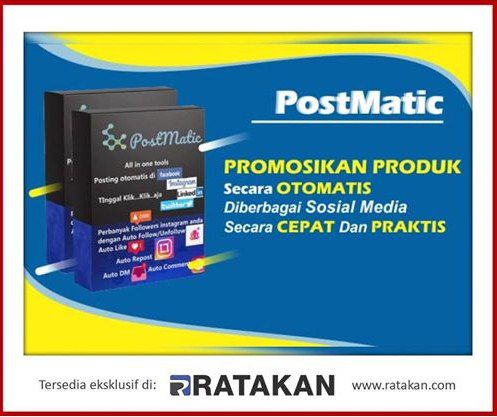 PostMatic
PROMOSIKAN PRODUK
Secara OTOMATIS
Diberbagai Sosial Media
Secara CEPAT Dan PRAKTIS
PostMatic
All in one tools
Posting otomatis di facebook
Instagram
TInggal Klik...Klik..aja Linked in
twitter
Perbanyak Followers instagram anda
dengan Auto Follow/Unfollow
Auto Like
Auto Repost
Auto DM Auto Comment
Tersedia eksklusif di: RATAKAN www.ratakan.com